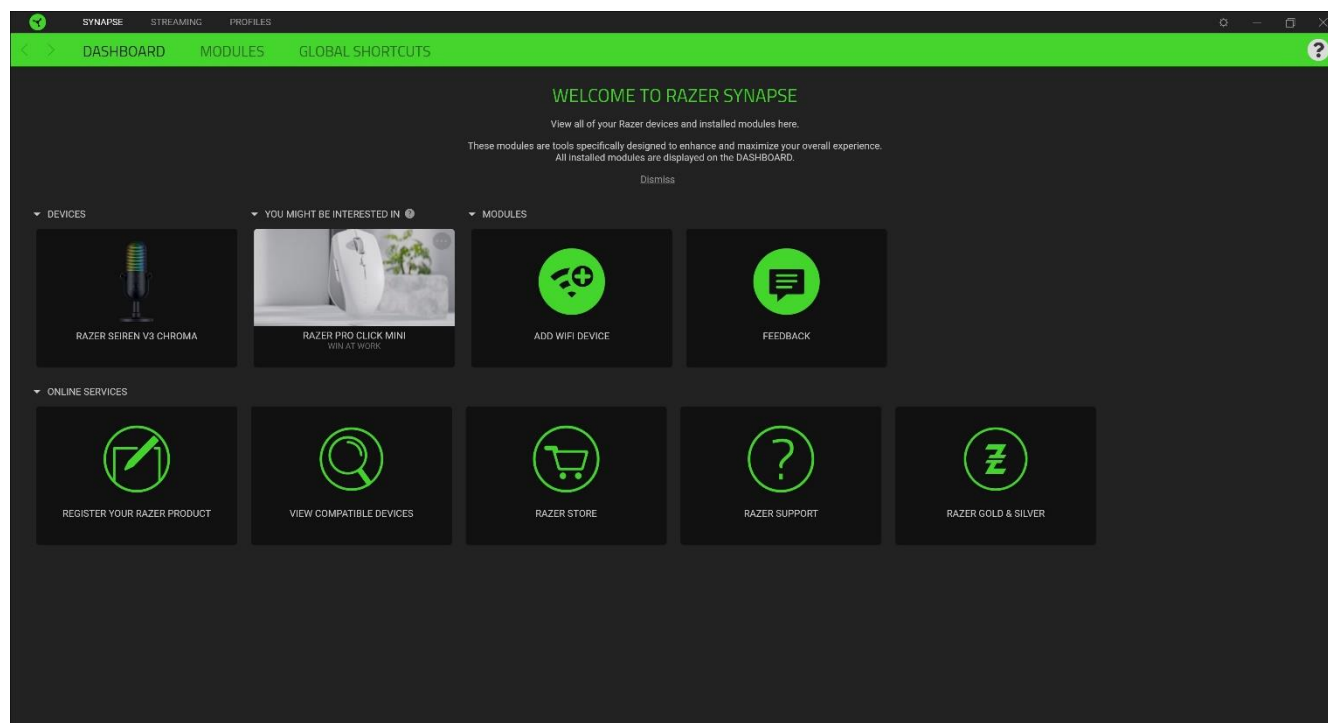 SYNAPSE STREAMING PROFILES
DASHBOARD MODULES GLOBAL SHORTCUTS
WELCOME TO RAZER SYNAPSE
View all of your Razer devices and installed modules here.
These modules are tools specifically designed to enhance and maximize your overall experience.
All installed modules are displayed on the DASHBOARD.
Dismiss
DEVICES
YOU MIGHT BE INTERESTED IN
MODULES
RAZER SEIREN V3 CHROMA
RAZER PRO CLICK MINI
WIN AT WORK
ADD WIFI DEVICE
FEEDBACK
ONLINE SERVICES
REGISTER YOUR RAZER PRODUCT
VIEW COMPATIBLE DEVICES
RAZER STORE
RAZER SUPPORT
RAZER GOLD & SILVER